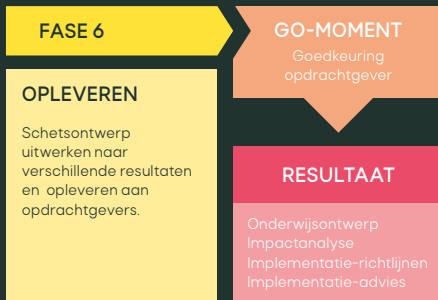 FASE 6
OPLEVEREN
Schetsontwerp
uitwerken naar
verschillende resultaten
en opleveren aan
opdrachtgevers.
GO-MOMENT
Goedkeuring
opdrachtgever
RESULTAAT
Onderwijsontwerp
Impactanalyse
Implementatie-richtlijnen
Implementatie-advies